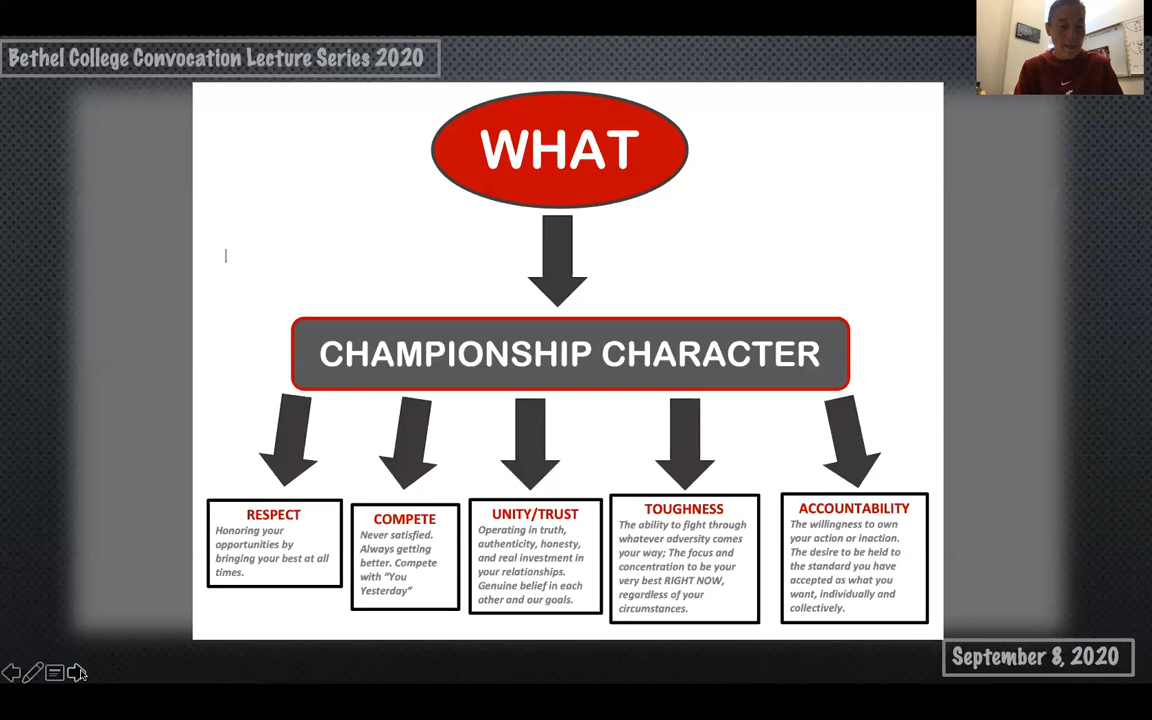 Bethel College Convocation Lecture Series 2020
WHAT
CHAMPIONSHIP CHARACTER
RESPECT
Honoring your
opportunities by
bringing your best at all
times.
COMPETE
Never satisfied.
Always getting
better. Compete
with "You
Yesterday"
UNITY/TRUST
Operating in truth,
authenticity, honesty,
and real investment in
your relationships.
Genuine belief in each
other and our goals.
TOUGHNESS
The ability to fight through
whatever adversity comes
your way; The focus and
concentration to be your
very best RIGHT NOW,
regardless of your
circumstances.
ACCOUNTABILITY
The willingness to own
your action or inaction.
The desire to be held to
the standard you have
accepted as what you
want, individually and
collectively.
September 8, 2020